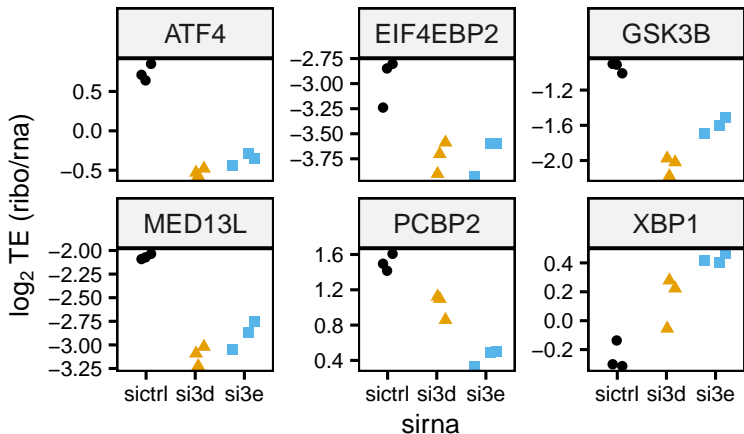 ATF4
EIF4EBP2
GSK3B
0.5
0.0
−0.5
−2.75
−3.00
−3.25
−3.50
−3.75
−1.2
−1.6
−2.0
log2 TE (ribo/rna)
MED13L
PCBP2
XBP1
−2.00
−2.25
−2.50
−2.75
−3.00
−3.25
1.6
1.2
0.8
0.4
0.4
0.2
0.0
−0.2
sictrl si3d si3e
sictrl si3d si3e
sictrl si3d si3e
sirna